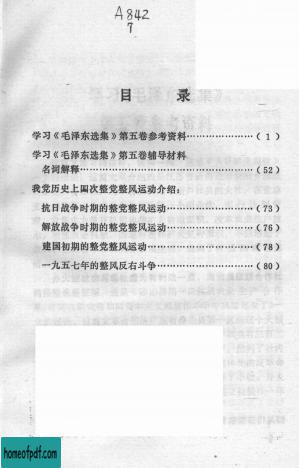 A842
7
目 录
学习《毛泽东选集》第五卷参考资料……………………( 1 )
学习《毛泽东选集》第五卷辅导材料
名词解释……………………………………………( 52 )
我党历史上四次整党整风运动介绍：
抗日战争时期的整党整风运动……………………( 73 )
解放战争时期的整党整风运动……………………( 76 )
建国初期的整党整风运动…………………………( 78 )
一九五七年的整风反右斗争………………………( 80 )
homeofpdf.com